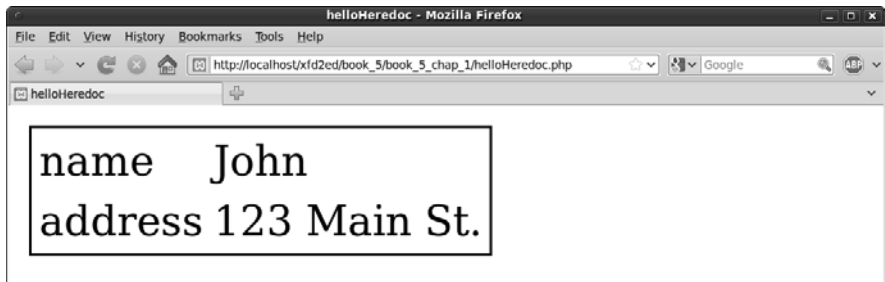 helloHeredoc - Mozilla Firefox
File Edit View History Bookmarks Tools Help
http://localhost/xfd2ed/book_5/book_5_chap_1/helloHeredoc.php Google ABP
helloHeredoc
name John
address 123 Main St.